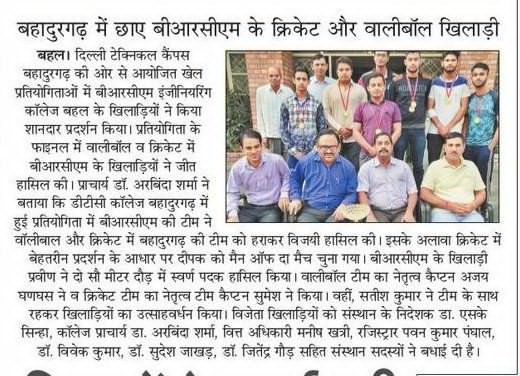 बहादुरगढ़ में छाए बीआरसीएम के क्रिकेट और वालीबॉल खिलाड़ी
बहल। दिल्ली टेक्निकल कैंपस
बहादुरगढ़ की ओर से आयोजित खेल
प्रतियोगिताओं में बीआरसीएम इंजीनियरिंग
कॉलेज बहल के खिलाड़ियों ने किया
शानदार प्रदर्शन किया। प्रतियोगिता के
फाइनल में वालीबॉल व क्रिकेट में
बीआरसीएम के खिलाड़ियों ने जीत
हासिल की। प्राचार्य डॉ. अरबिंदा शर्मा ने
बताया कि डीटीसी कॉलेज बहादुरगढ़ में
हुई प्रतियोगिता में बीआरसीएम की टीम ने
वॉलीबाल और क्रिकेट में बहादुरगढ़ की टीम को हराकर विजयी हासिल की। इसके अलावा क्रिकेट में
बेहतरीन प्रदर्शन के आधार पर दीपक को मैन ऑफ दा मैच चुना गया। बीआरसीएम के खिलाड़ी
प्रवीण ने दो सौ मीटर दौड़ में स्वर्ण पदक हासिल किया। वालीबॉल टीम का नेतृत्व कैप्टन अजय
घणघस ने व क्रिकेट टीम का नेतृत्व टीम कैप्टन सुमेश ने किया। वहीं, सतीश कुमार ने टीम के साथ
रहकर खिलाड़ियों का उत्साहवर्धन किया। विजेता खिलाड़ियों को संस्थान के निदेशक डा. एसके
सिन्हा, कॉलेज प्राचार्य डा. अरबिंदा शर्मा, वित्त अधिकारी मनीष खत्री, रजिस्ट्रार पवन कुमार पंघाल,
डॉ. विवेक कुमार, डॉ. सुदेश जाखड़, डॉ. जितेंद्र गौड़ सहित संस्थान सदस्यों ने बधाई दी है।